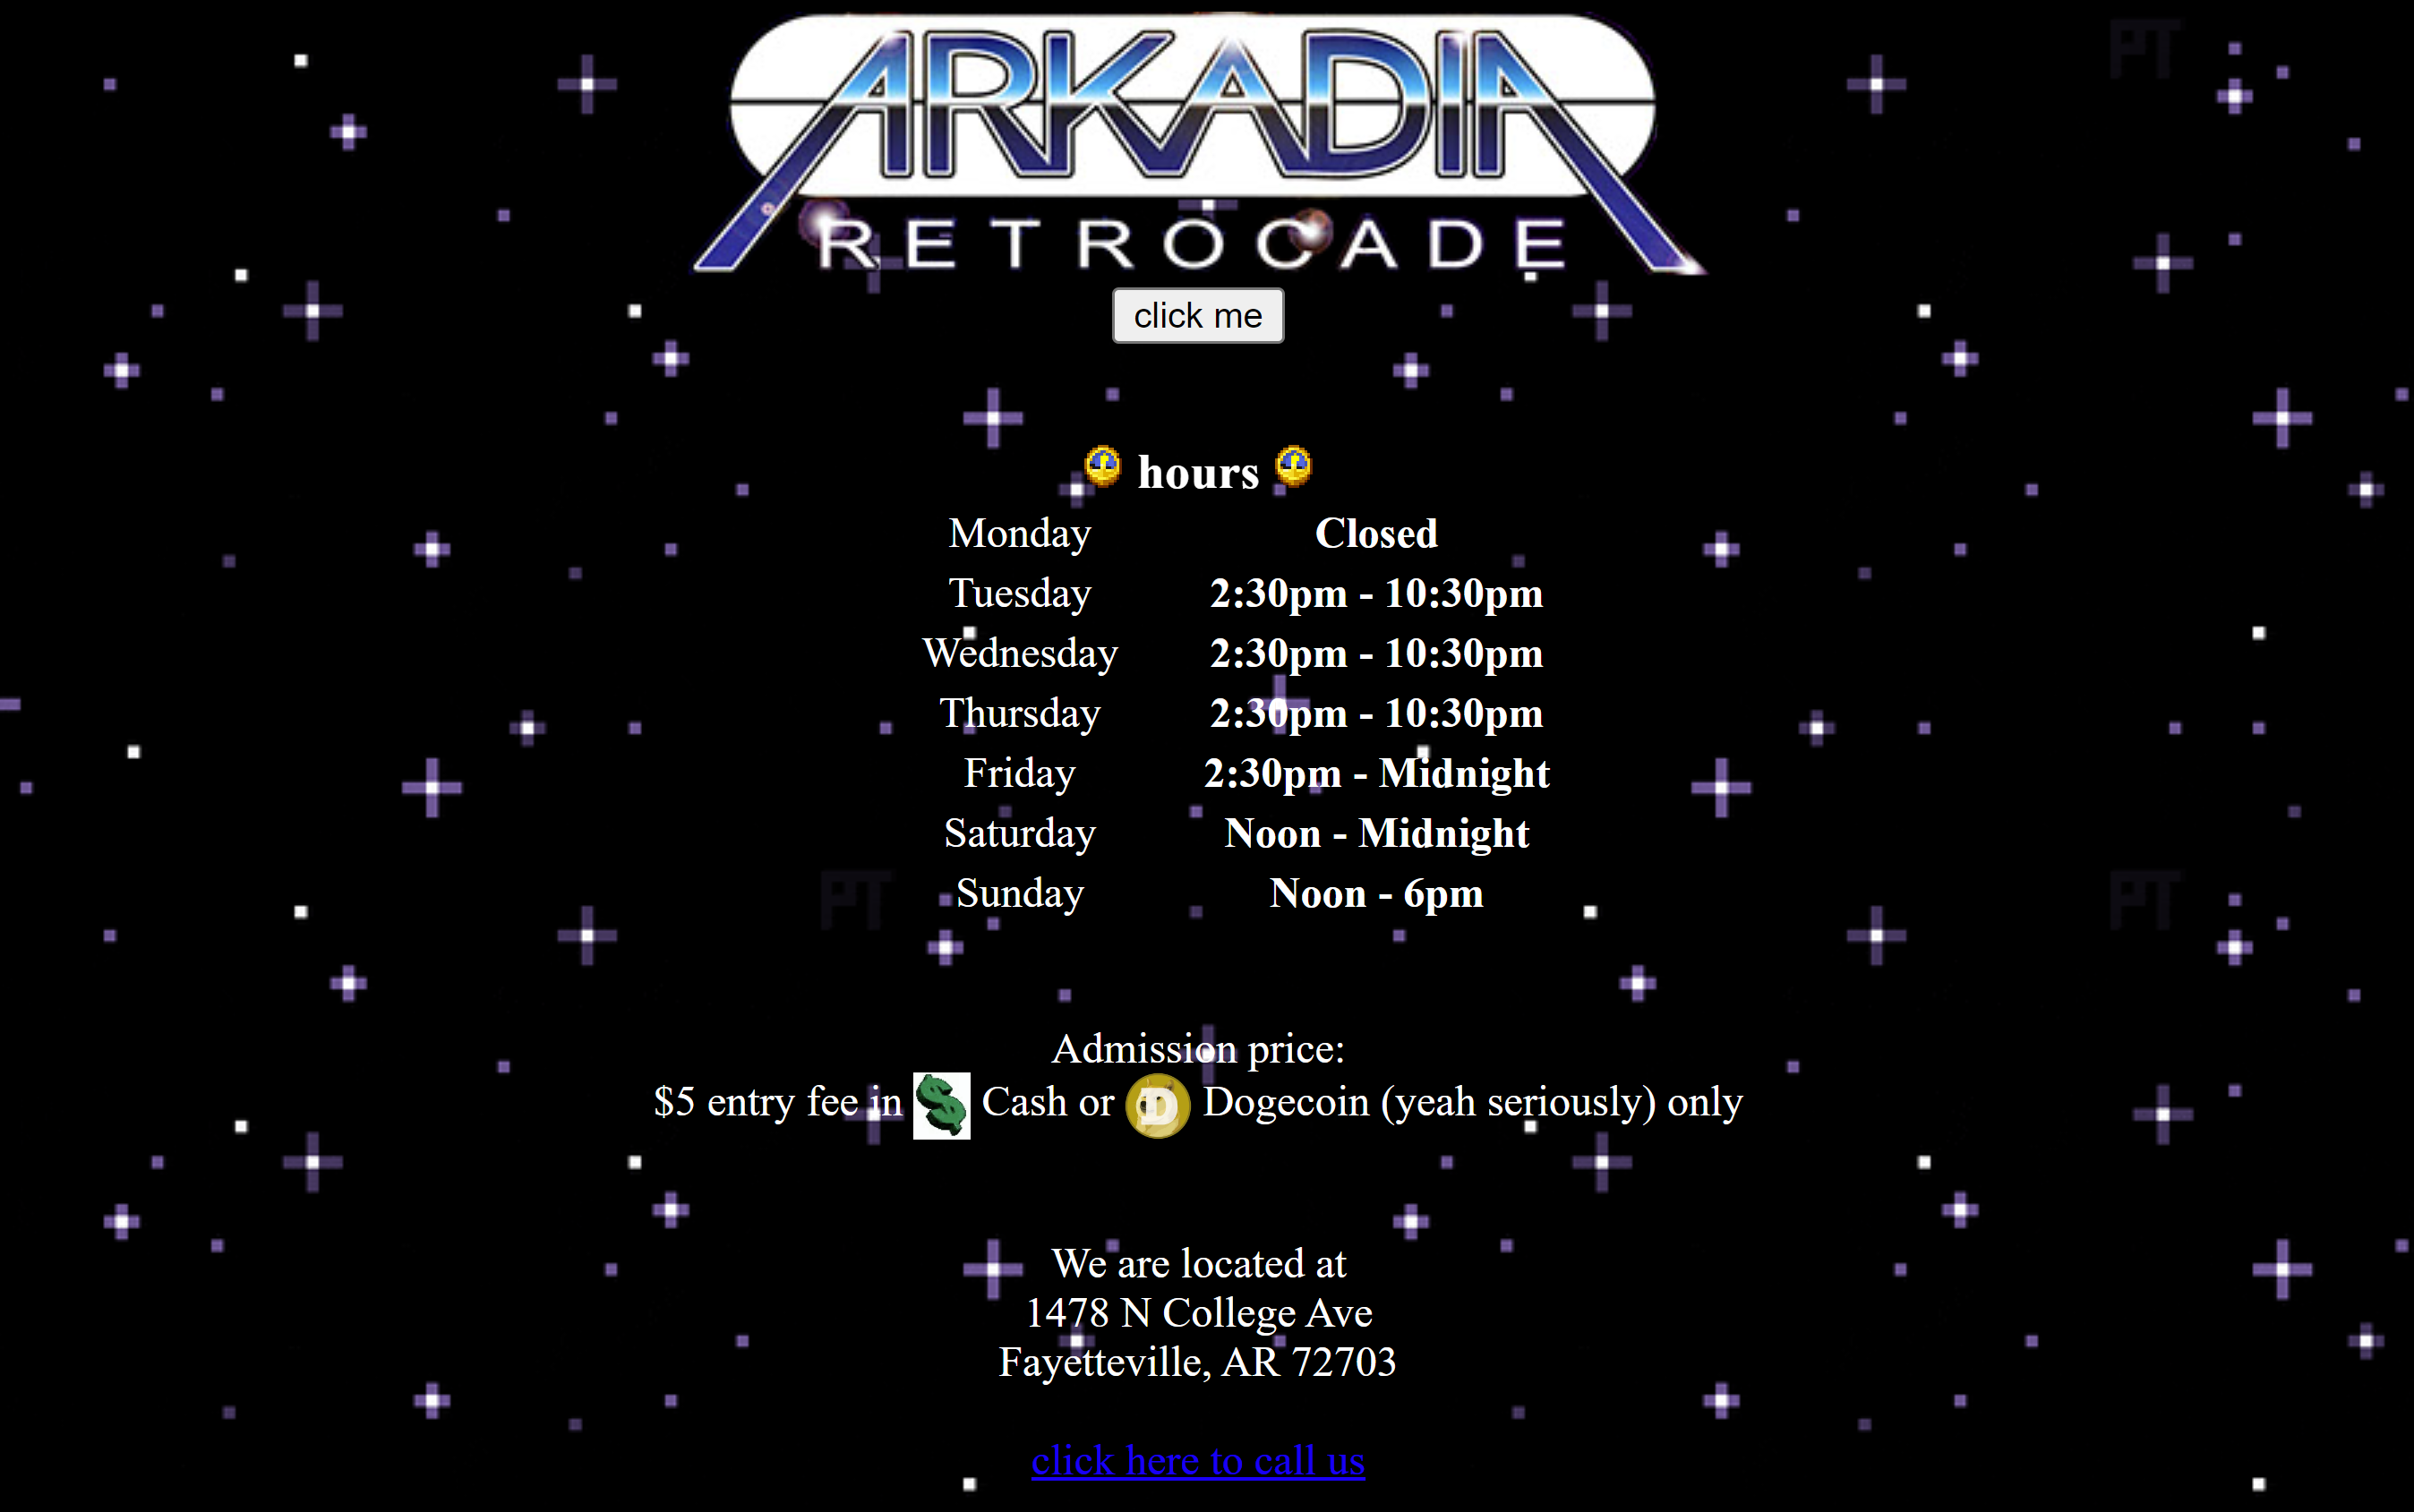 ARKADIA
RETROCADE
click me
hours
Monday Closed
Tuesday 2:30pm - 10:30pm
Wednesday 2:30pm - 10:30pm
Thursday 2:30pm - 10:30pm
Friday 2:30pm - Midnight
Saturday Noon - Midnight
Sunday Noon - 6pm
PT
PT
PT
Admission price:
$5 entry fee in $ Cash or D Dogecoin (yeah seriously) only
We are located at
1478 N College Ave
Fayetteville, AR 72703
click here to call us